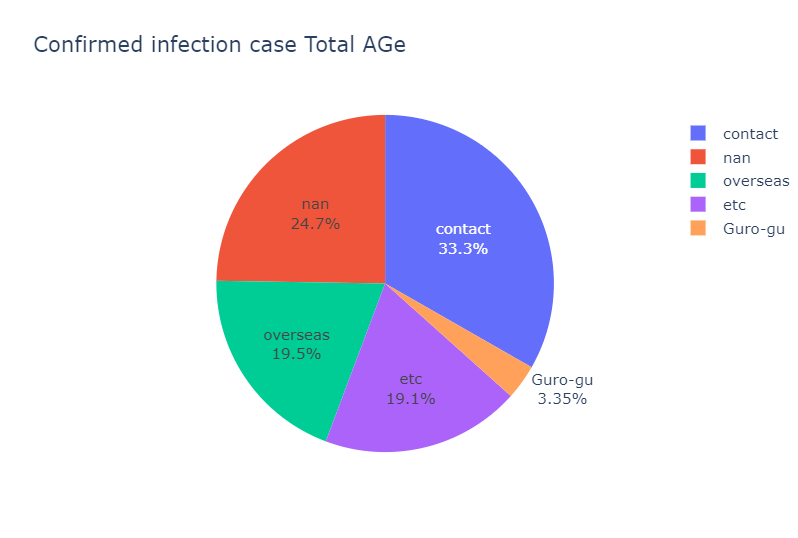 Confirmed infection case Total AGe
contact
nan
overseas
etc
Guro-gu
nan
24.7%
contact
33.3%
overseas
19.5%
etc
19.1%
Guro-gu
3.35%